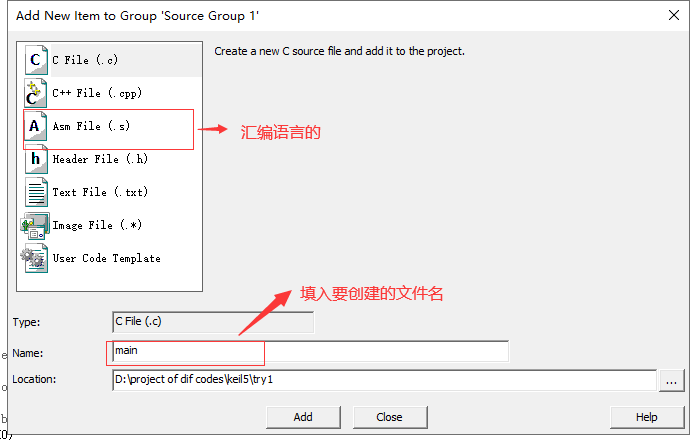 Add New Item to Group 'Source Group 1'
C File (.c)
Create a new C source file and add it to the project.
C++ File (.cpp)
Asm File (.s)
汇编语言的
Header File (.h)
Text File (.txt)
Image File (.*)
User Code Template
填入要创建的文件名
Type:
C File (.c)
Name:
main
Location:
D:\project of dif codes\keil5\try1
...
Add
Close
Help